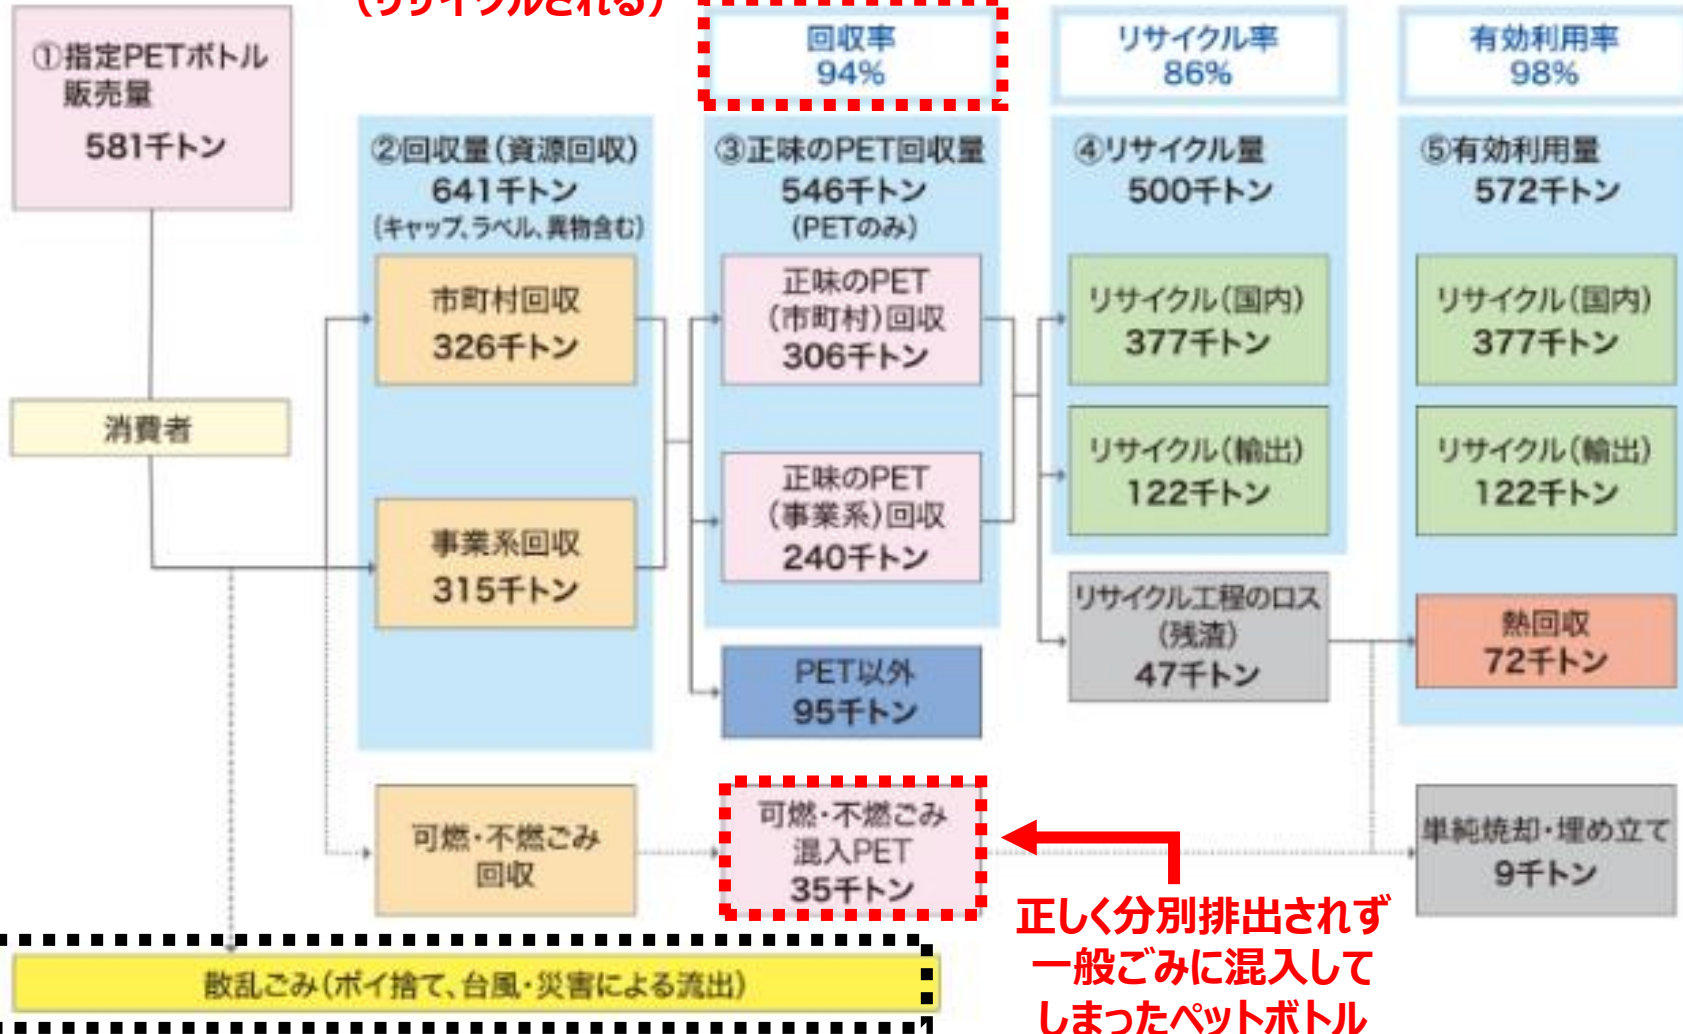 （リサイクルされる）
①指定PETボトル
販売量
581千トン
消費者
②回収量（資源回収）
641千トン
（キャップ、ラベル、異物含む）
市町村回収
326千トン
事業系回収
315千トン
可燃・不燃ごみ
回収
回収率
94%
③正味のPET回収量
546千トン
（PETのみ）
正味のPET
（市町村）回収
306千トン
正味のPET
（事業系）回収
240千トン
PET以外
95千トン
可燃・不燃ごみ
混入PET
35千トン
リサイクル率
86%
④リサイクル量
500千トン
リサイクル（国内）
377千トン
リサイクル（輸出）
122千トン
リサイクル工程のロス
（残渣）
47千トン
有効利用率
98%
⑤有効利用量
572千トン
リサイクル（国内）
377千トン
リサイクル（輸出）
122千トン
熱回収
72千トン
単純焼却・埋め立て
9千トン
正しく分別排出されず
一般ごみに混入して
しまったペットボトル
散乱ごみ（ポイ捨て、台風・災害による流出）